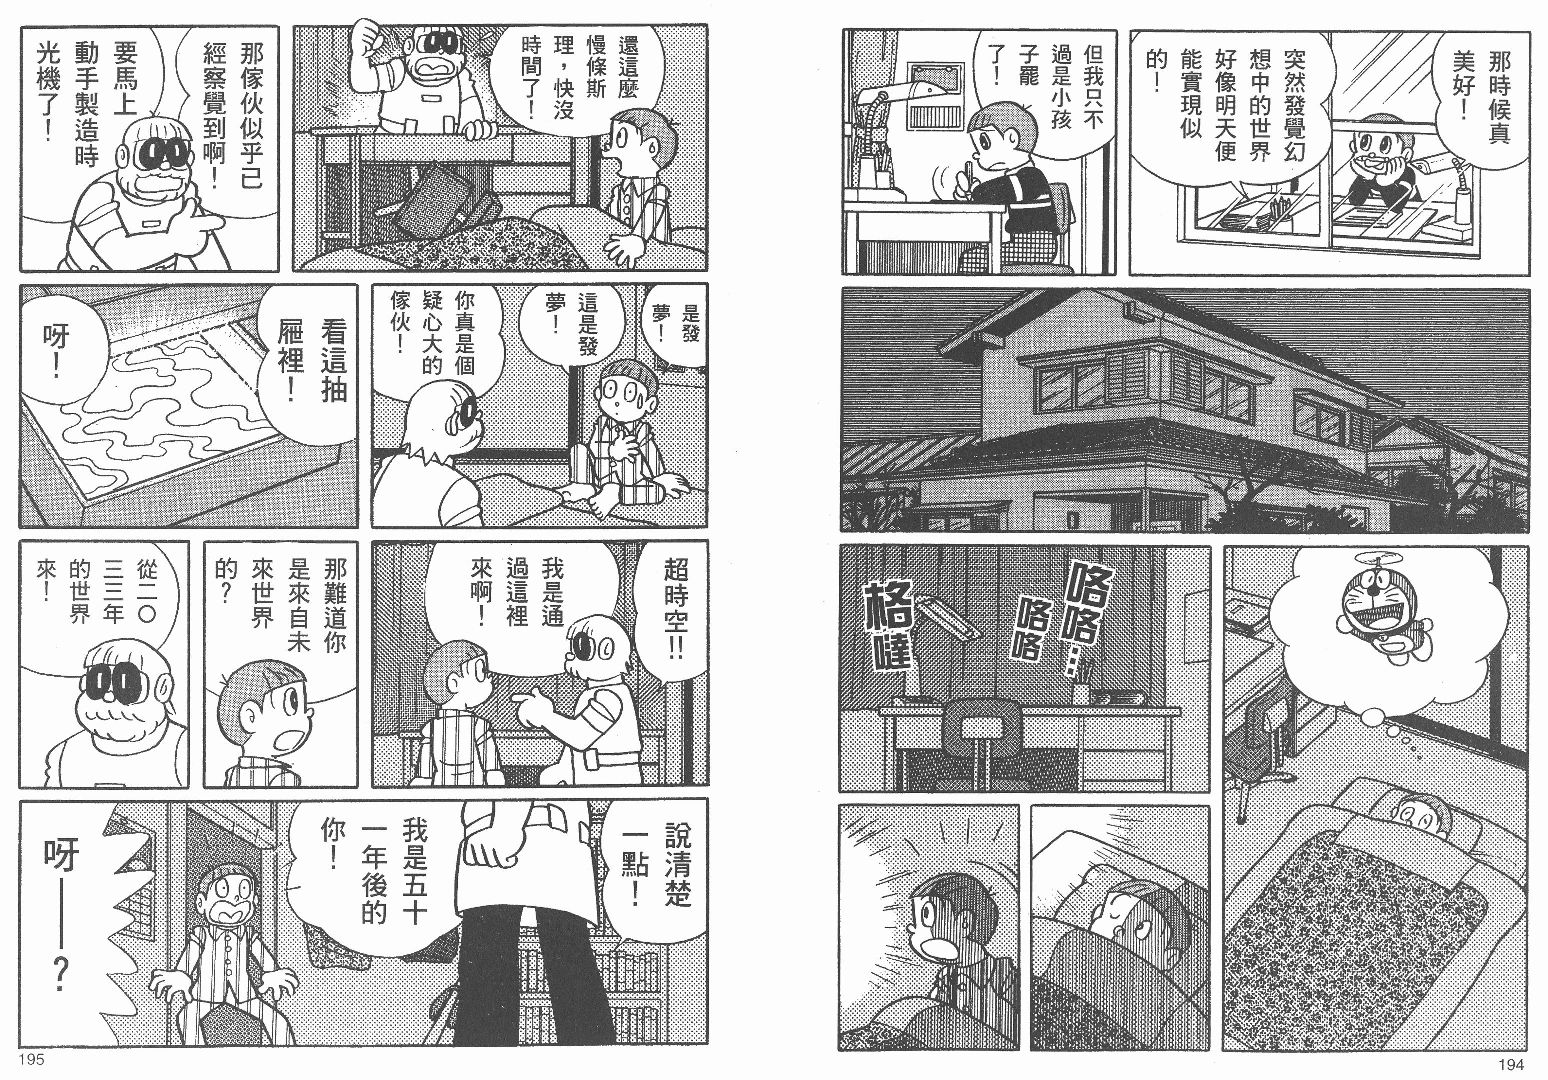 那時候真
美好！
突然發覺幻
想中的世界
好像明天便
能實現似
的！
但我只不
過是小孩
子罷
了！
咯咯…
咯咯
格噠
194
還這麼
慢條斯
理，快沒
時間了！
那傢伙似乎已
經察覺到啊！
要馬上
動手製造時
光機了！
是發
夢！
這是發
夢！
你真是個
疑心大的
傢伙！
看這抽
屜裡！
呀！
超時空!!
我是通
過這裡
來啊！
那難道你
是來自未
來世界
的？
從二〇
三三年
的世界
來！
說清楚
一點！
我是五十
一年後的
你！
呀——？
195